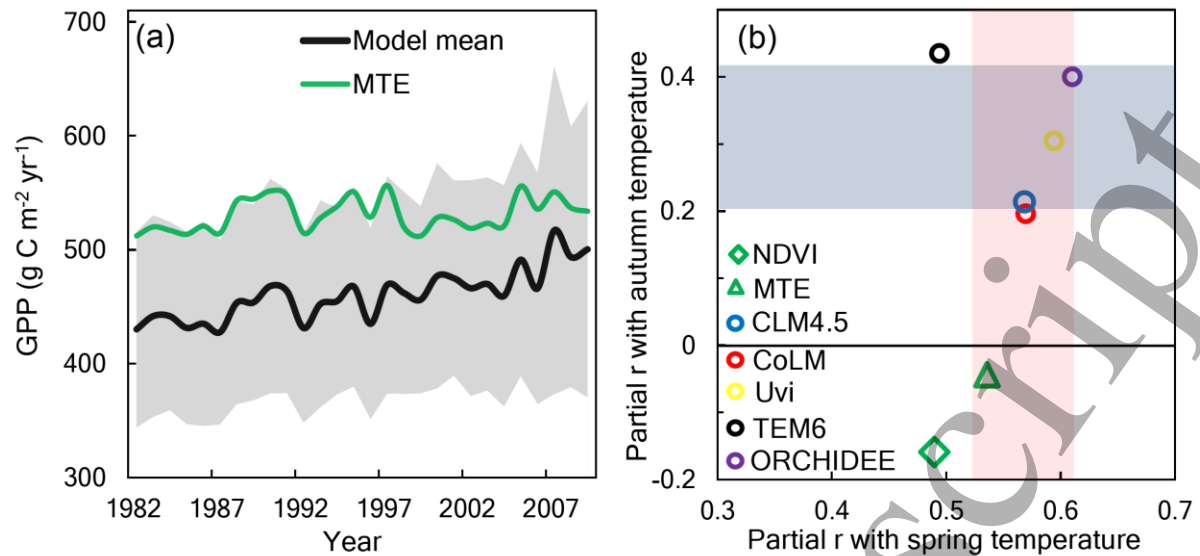 (a)
Model mean
MTE
GPP (g C m⁻² yr⁻¹)
700
600
500
400
300
1982
1987
1992
1997
2002
2007
Year
(b)
Partial r with autumn temperature
0.4
0.2
0
-0.2
NDVI
MTE
CLM4.5
CoLM
Uvi
TEM6
ORCHIDEE
0.3
0.4
0.5
0.6
0.7
Partial r with spring temperature
script